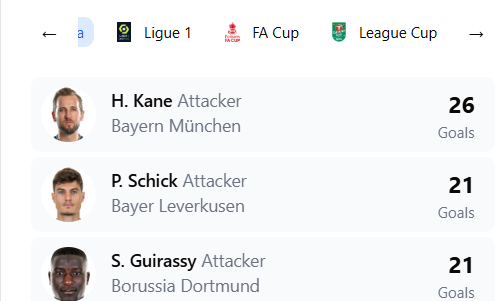 ← a Ligue 1 FA Cup League Cup →
H. Kane Attacker
26
Bayern München
Goals
P. Schick Attacker
21
Bayer Leverkusen
Goals
S. Guirassy Attacker
21
Borussia Dortmund
Goals